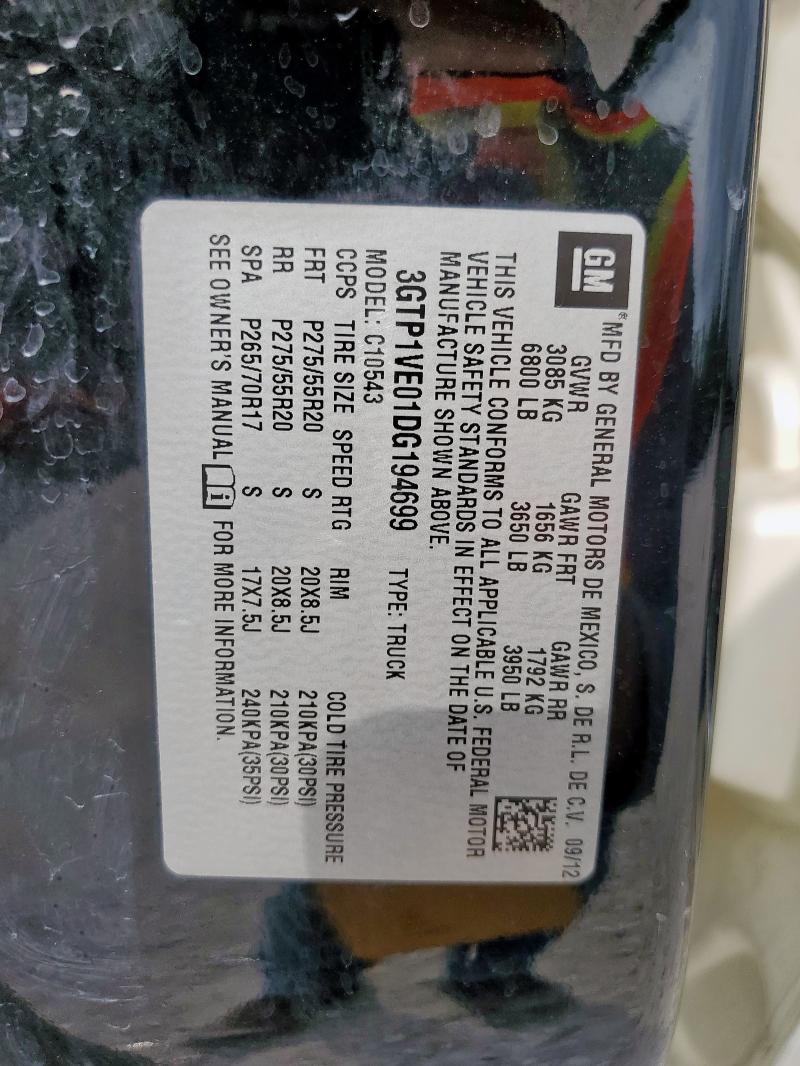 GM
® MFD BY GENERAL MOTORS DE MEXICO, S. DE R.L. DE C.V. 09/12
GVWR GAWR FRT GAWR RR
3085 KG 1656 KG 1792 KG
6800 LB 3650 LB 3950 LB
THIS VEHICLE CONFORMS TO ALL APPLICABLE U.S. FEDERAL MOTOR
VEHICLE SAFETY STANDARDS IN EFFECT ON THE DATE OF
MANUFACTURE SHOWN ABOVE.
3GTP1VE01DG194699 TYPE: TRUCK
MODEL: C10543
CCPS TIRE SIZE SPEED RTG RIM COLD TIRE PRESSURE
FRT P275/55R20 S 20X8.5J 210KPA(30PSI)
RR P275/55R20 S 20X8.5J 210KPA(30PSI)
SPA P265/70R17 S 17X7.5J 240KPA(35PSI)
SEE OWNER'S MANUAL i FOR MORE INFORMATION.